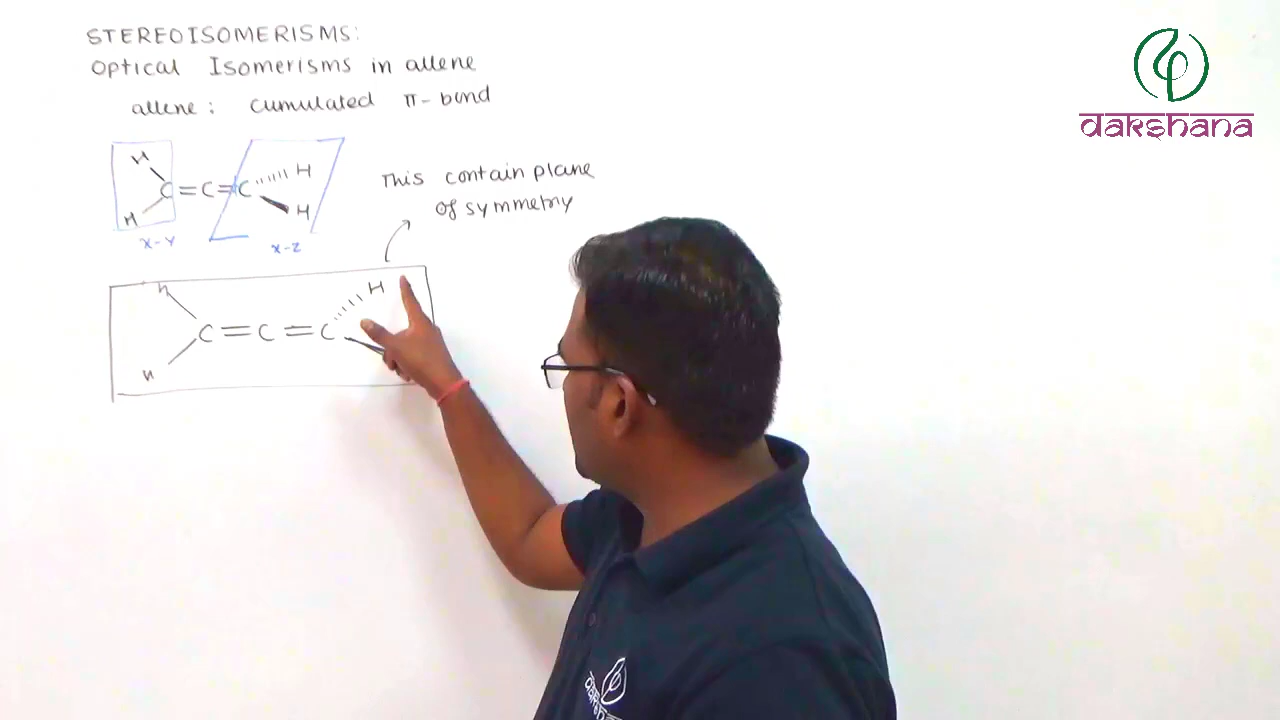 STEREOISOMERISMS:
Optical Isomerisms in allene
allene: cumulated π-bond
H
C=C=C
H
H
H
x-y
x-z
This contain plane
of symmetry
H
H
C=C=C
H
dakshana